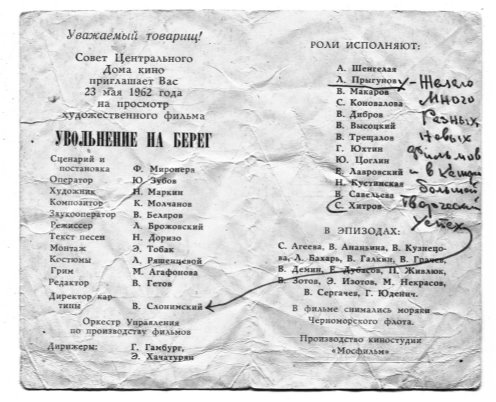 Уважаемый товарищ!
Совет Центрального
Дома кино
приглашает Вас
23 мая 1962 года
на просмотр
художественного фильма
УВОЛЬНЕНИЕ НА БЕРЕГ
Сценарий и
постановка Ф. Миронера
Оператор Ю. Зубов
Художник Н. Маркин
Композитор К. Молчанов
Звукооператор В. Беляров
Режиссер Л. Брожовский
Текст песен Н. Доризо
Монтаж Э. Тобак
Костюмы Л. Ряшенцевой
Грим М. Агафонова
Редактор В. Гетов
Директор кар-
тины В. Слонимский
Оркестр Управления
по производству фильмов
Дирижеры: Г. Гамбург,
Э. Хачатурян
РОЛИ ИСПОЛНЯЮТ:
А. Шенгелая
Л. Прыгунов
В. Макаров
С. Коновалова
В. Дибров
В. Высоцкий
В. Трещалов
Г. Юхтин
Ю. Цоглин
Е. Лавровский
Н. Кустинская
В. Савельева
С. Хитров
Желаю
много
разных
новых
фильмов
и в каждом
большой
творческий
успех
В ЭПИЗОДАХ:
С. Агеева, В. Ананьина, В. Кузнецо-
ва, Л. Бахарь, В. Галкин, В. Грачев,
В. Демин, Е. Дубасов, П. Живлюк,
В. Зотов, Э. Изотов, М. Некрасов,
В. Сергачев, Г. Юденич.
В фильме снимались моряки
Черноморского флота.
Производство киностудии
«Мосфильм»